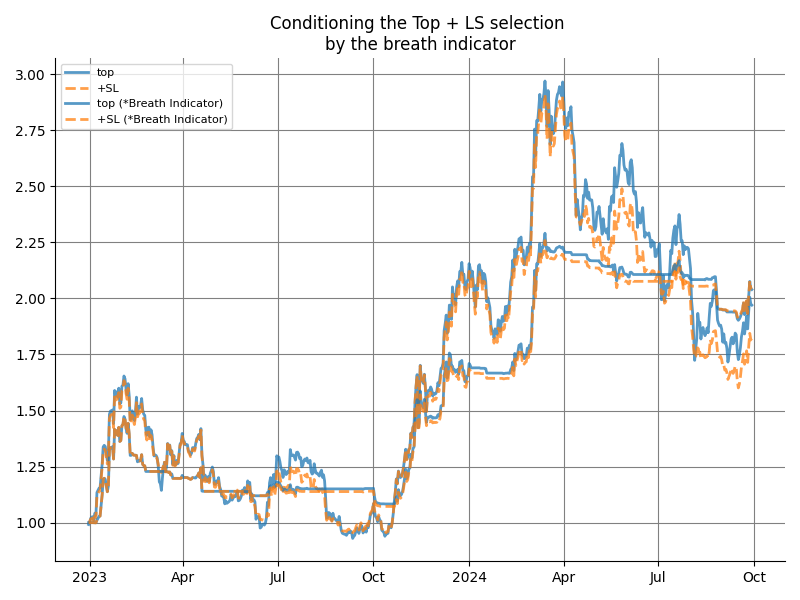 Conditioning the Top + LS selection
by the breath indicator
top
+SL
top (*Breath Indicator)
+SL (*Breath Indicator)
3.00
2.75
2.50
2.25
2.00
1.75
1.50
1.25
1.00
2023
Apr
Jul
Oct
2024
Apr
Jul
Oct